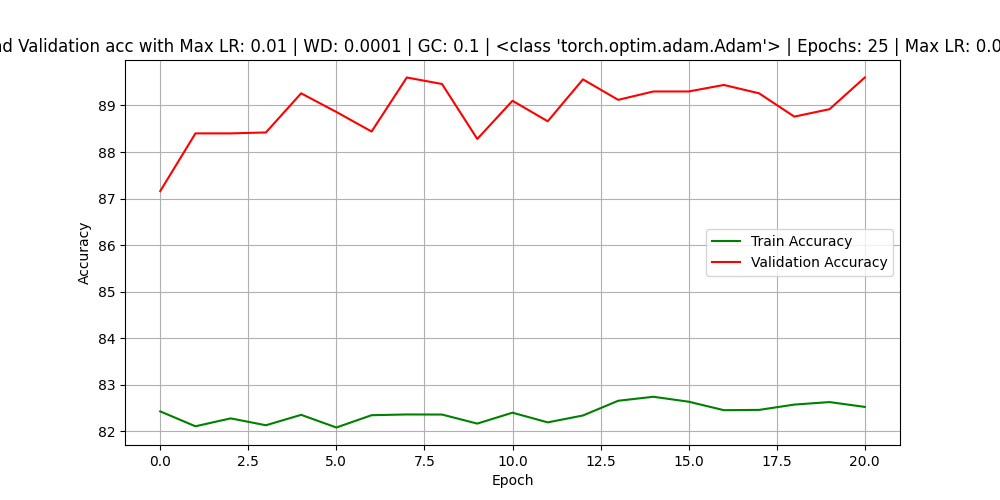 Validation acc with Max LR: 0.01 | WD: 0.0001 | GC: 0.1 | <class 'torch.optim.adam.Adam'> | Epochs: 25 | Max LR: 0.0
89
88
87
86
85
84
83
82
Accuracy
Train Accuracy
Validation Accuracy
0.0 2.5 5.0 7.5 10.0 12.5 15.0 17.5 20.0
Epoch